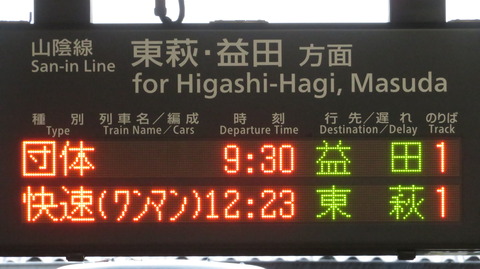 山陰線 東萩・益田 方面
San-in Line for Higashi-Hagi, Masuda
種別 列車名／編成 時刻 行先／遅れ のりば
Type Train Name／Cars Departure Time Destination／Delay Track
団体 9:30 益田 1
快速(ワンマン) 12:23 東萩 1